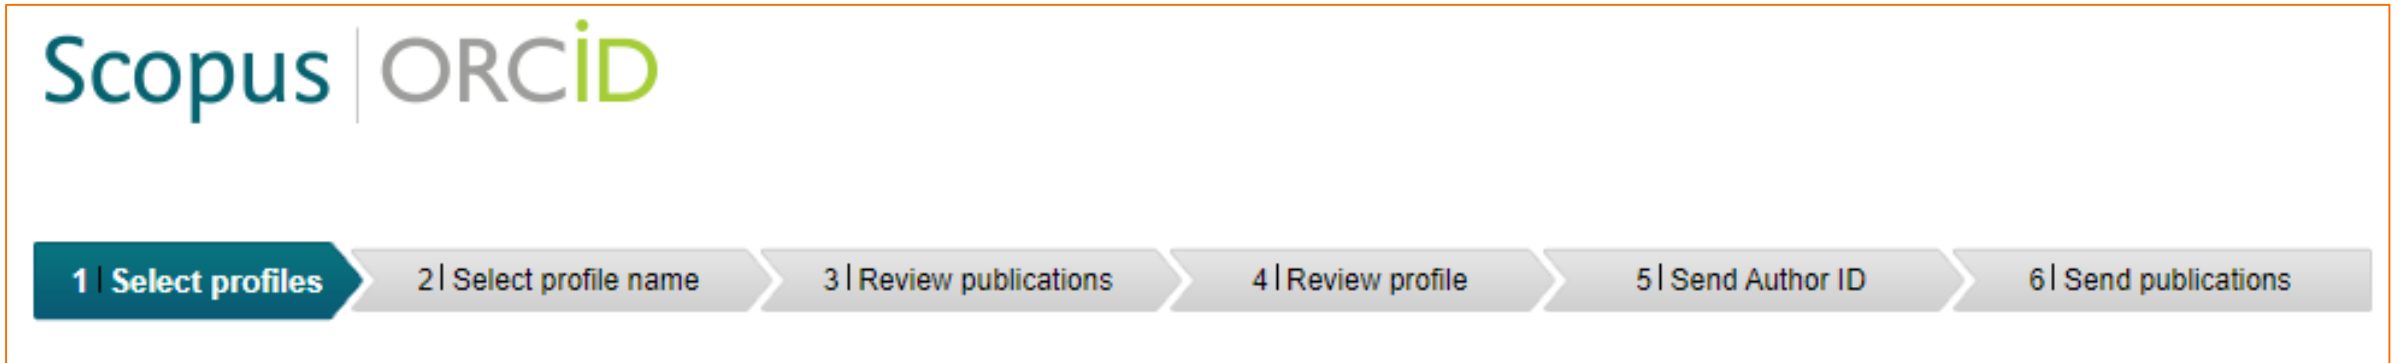 Scopus | ORCiD
1 | Select profiles 2 | Select profile name 3 | Review publications 4 | Review profile 5 | Send Author ID 6 | Send publications